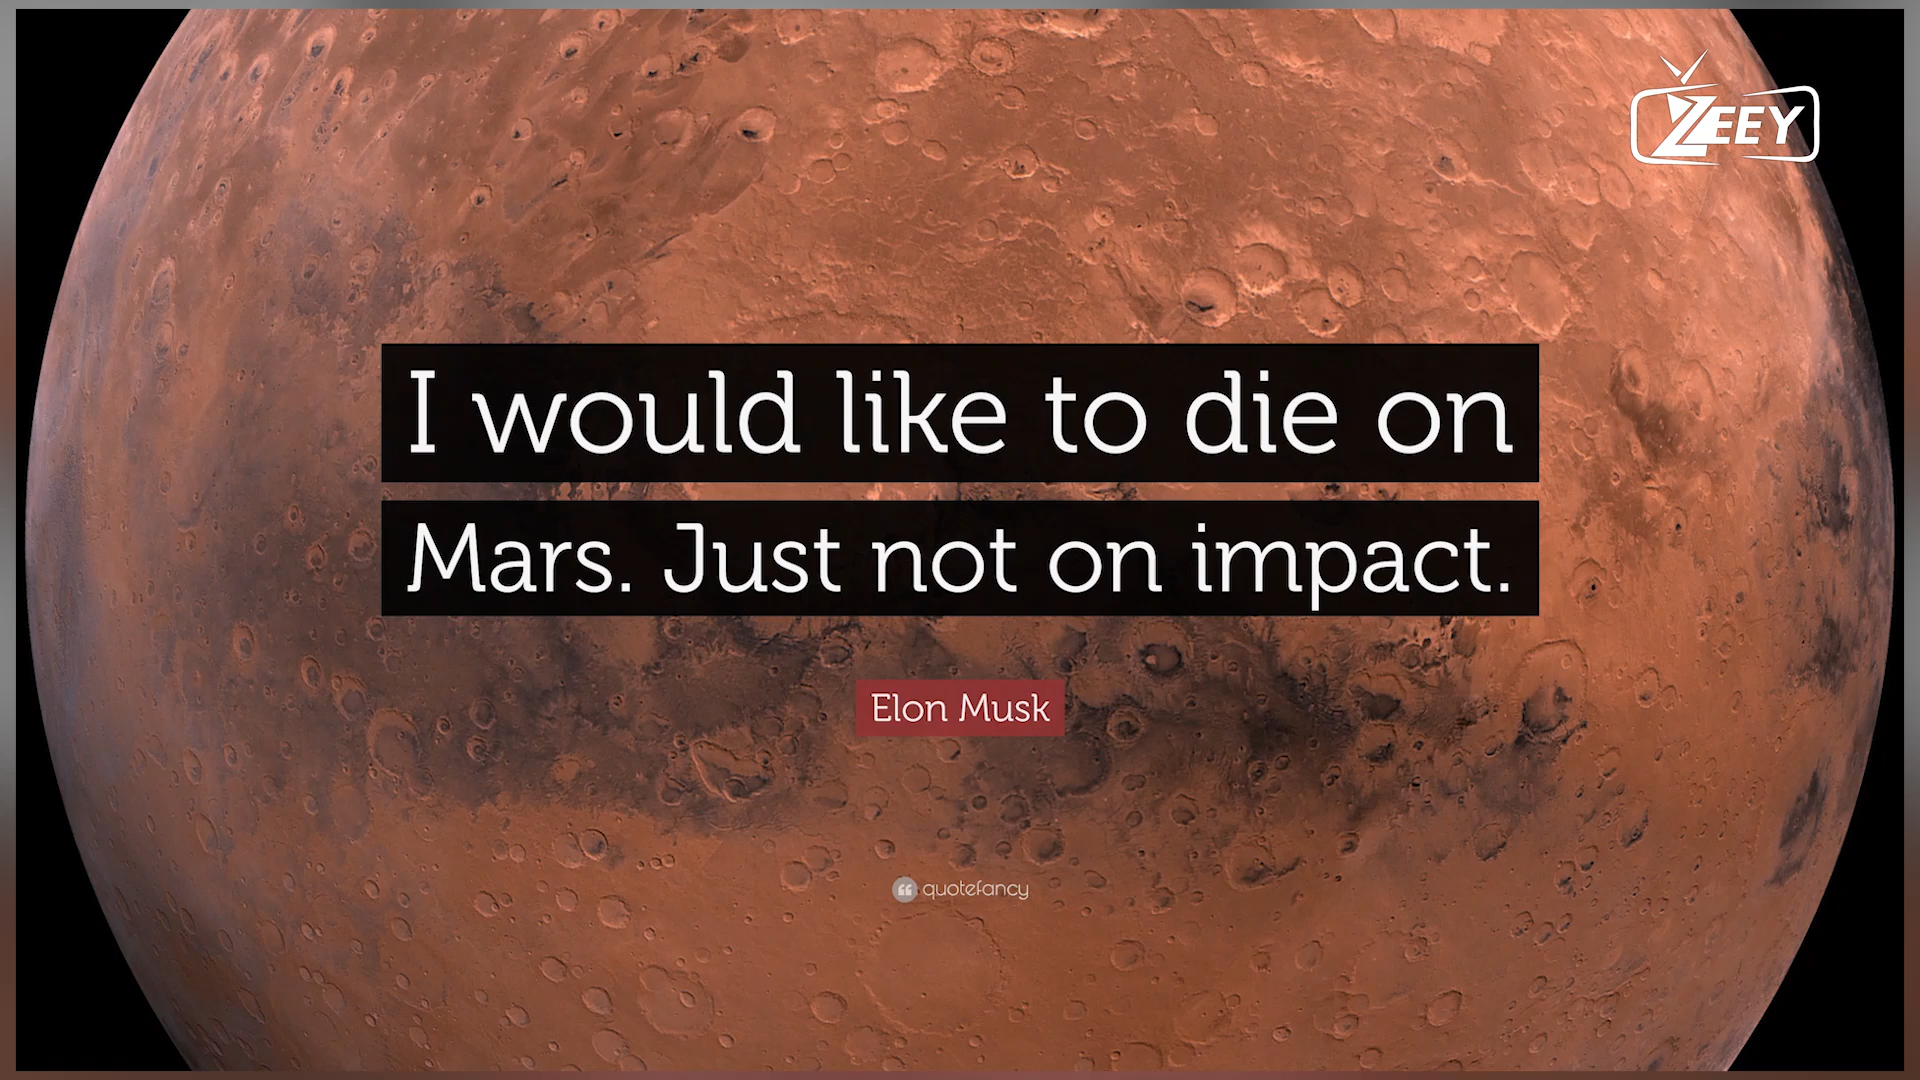 ZEEY
I would like to die on
Mars. Just not on impact.
Elon Musk
quotefancy